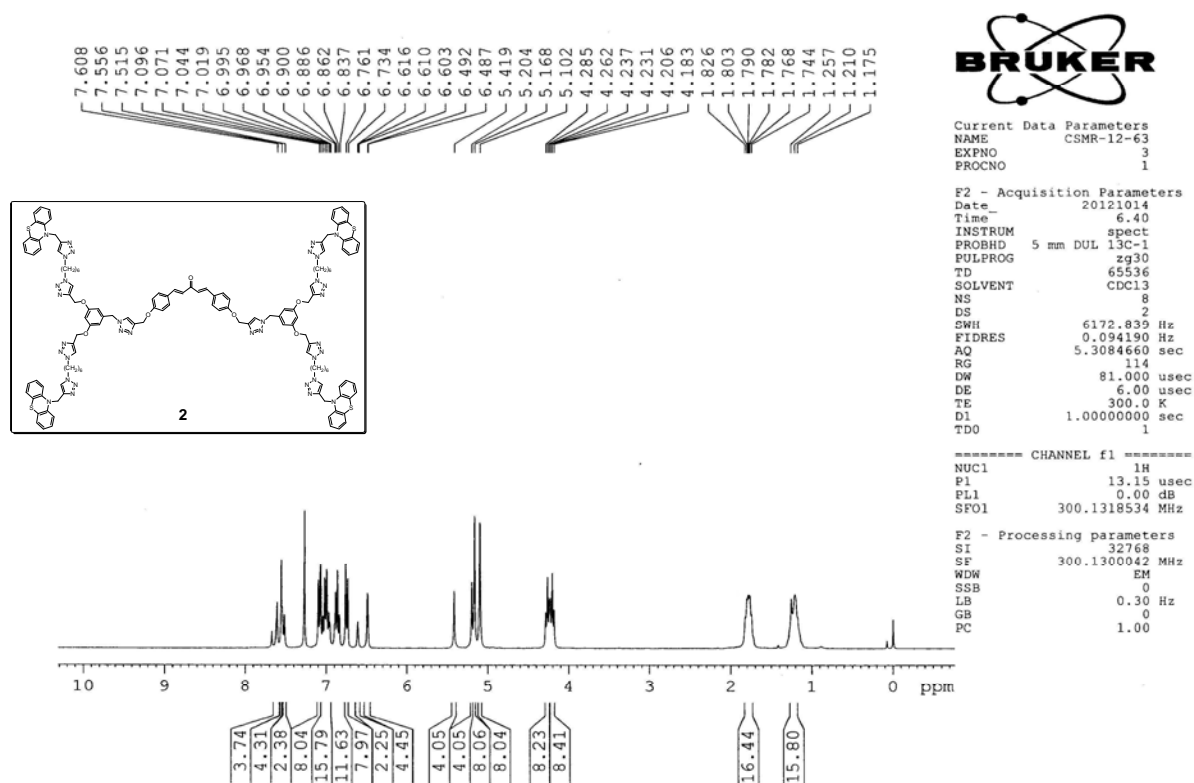 7.608
7.556
7.515
7.096
7.071
7.044
7.019
6.995
6.968
6.954
6.900
6.886
6.862
6.837
6.761
6.734
6.616
6.610
6.603
6.492
6.487
5.419
5.204
5.168
5.102
4.285
4.262
4.237
4.231
4.206
4.183
1.826
1.803
1.790
1.782
1.768
1.744
1.257
1.210
1.175
BRUKER
Current Data Parameters
NAME CSMR-12-63
EXPNO 3
PROCNO 1
F2 - Acquisition Parameters
Date_ 20121014
Time 6.40
INSTRUM spect
PROBHD 5 mm DUL 13C-1
PULPROG zg30
TD 65536
SOLVENT CDCl3
NS 8
DS 2
SWH 6172.839 Hz
FIDRES 0.094190 Hz
AQ 5.3084660 sec
RG 114
DW 81.000 usec
DE 6.00 usec
TE 300.0 K
D1 1.00000000 sec
TD0 1
======== CHANNEL f1 ========
NUC1 1H
P1 13.15 usec
PL1 0.00 dB
SFO1 300.1318534 MHz
F2 - Processing parameters
SI 32768
SF 300.1300042 MHz
WDW EM
SSB 0
LB 0.30 Hz
GB 0
PC 1.00
2
10 9 8 7 6 5 4 3 2 1 0 ppm
3.74
4.31
2.38
8.04
15.79
11.63
7.97
2.25
4.45
4.05
4.05
8.06
8.04
8.23
8.41
16.44
15.80